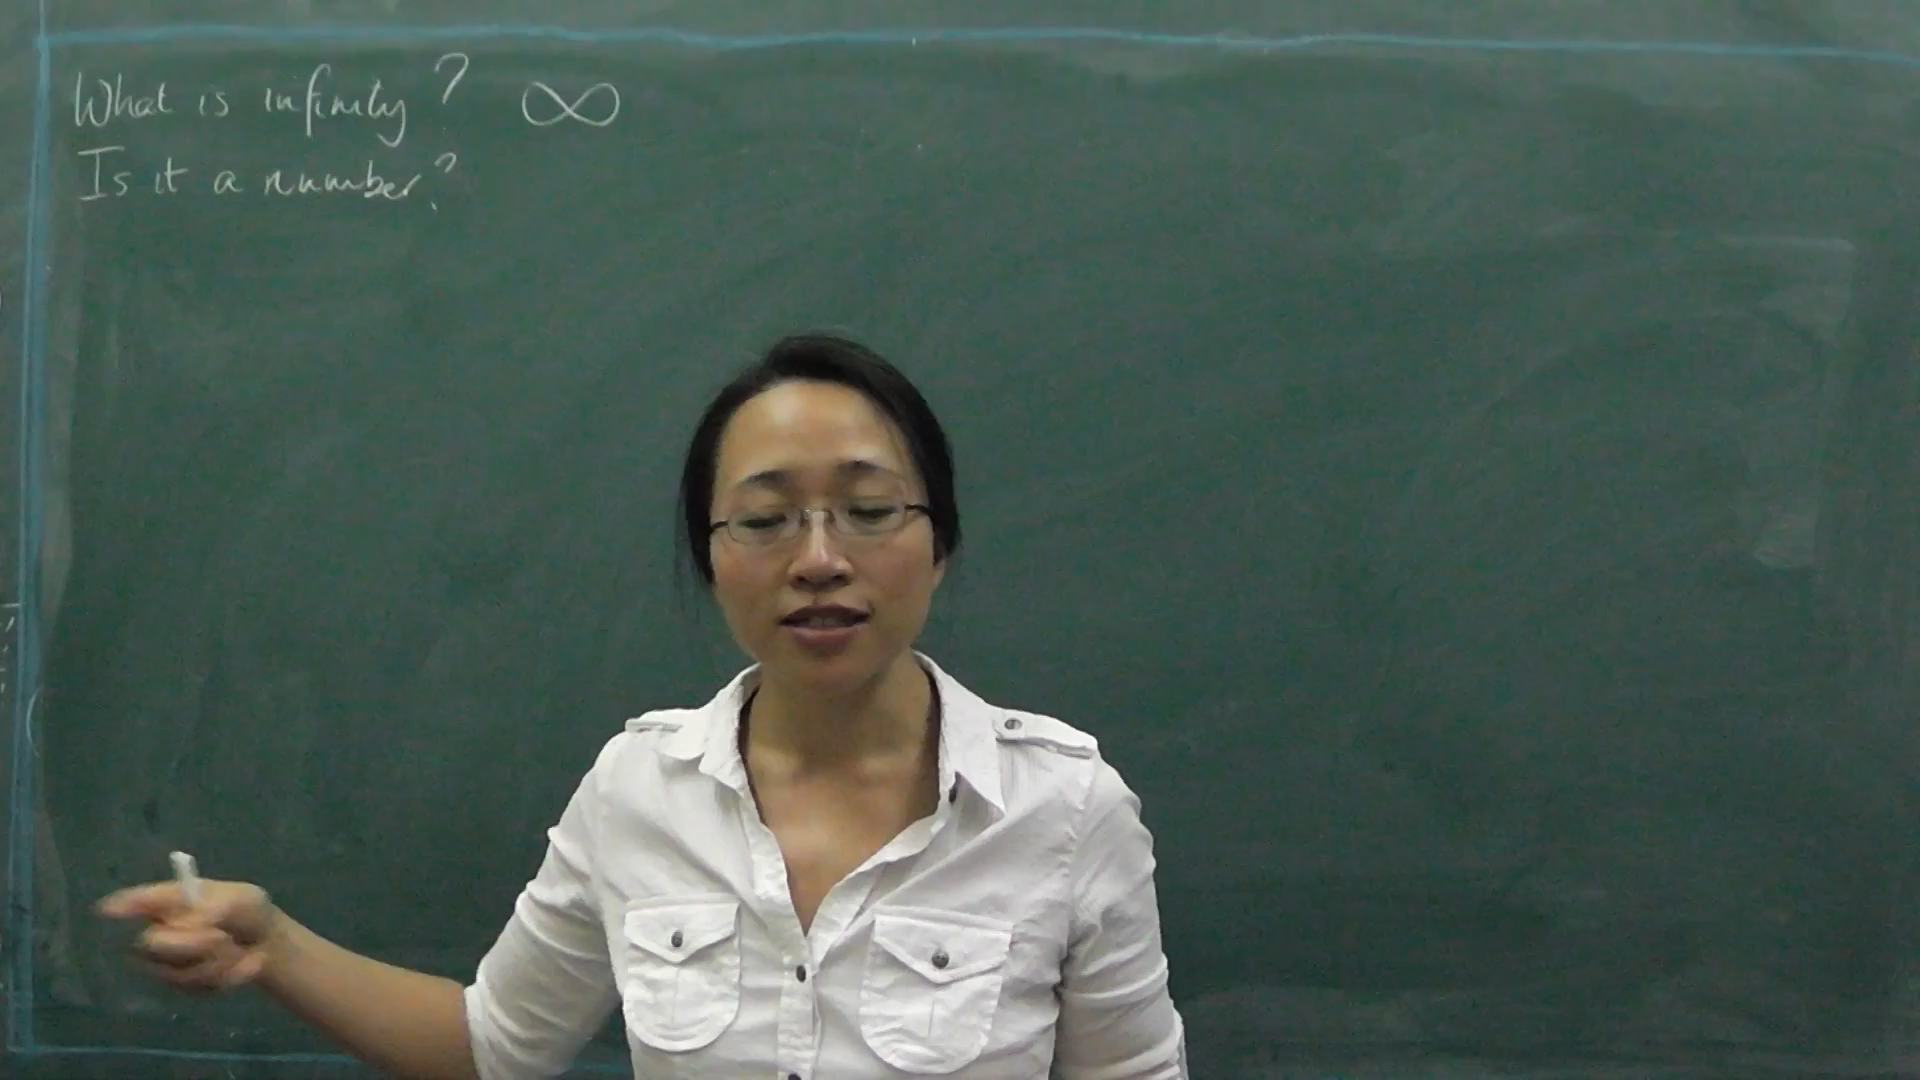 What is infinity? ∞
Is it a number?